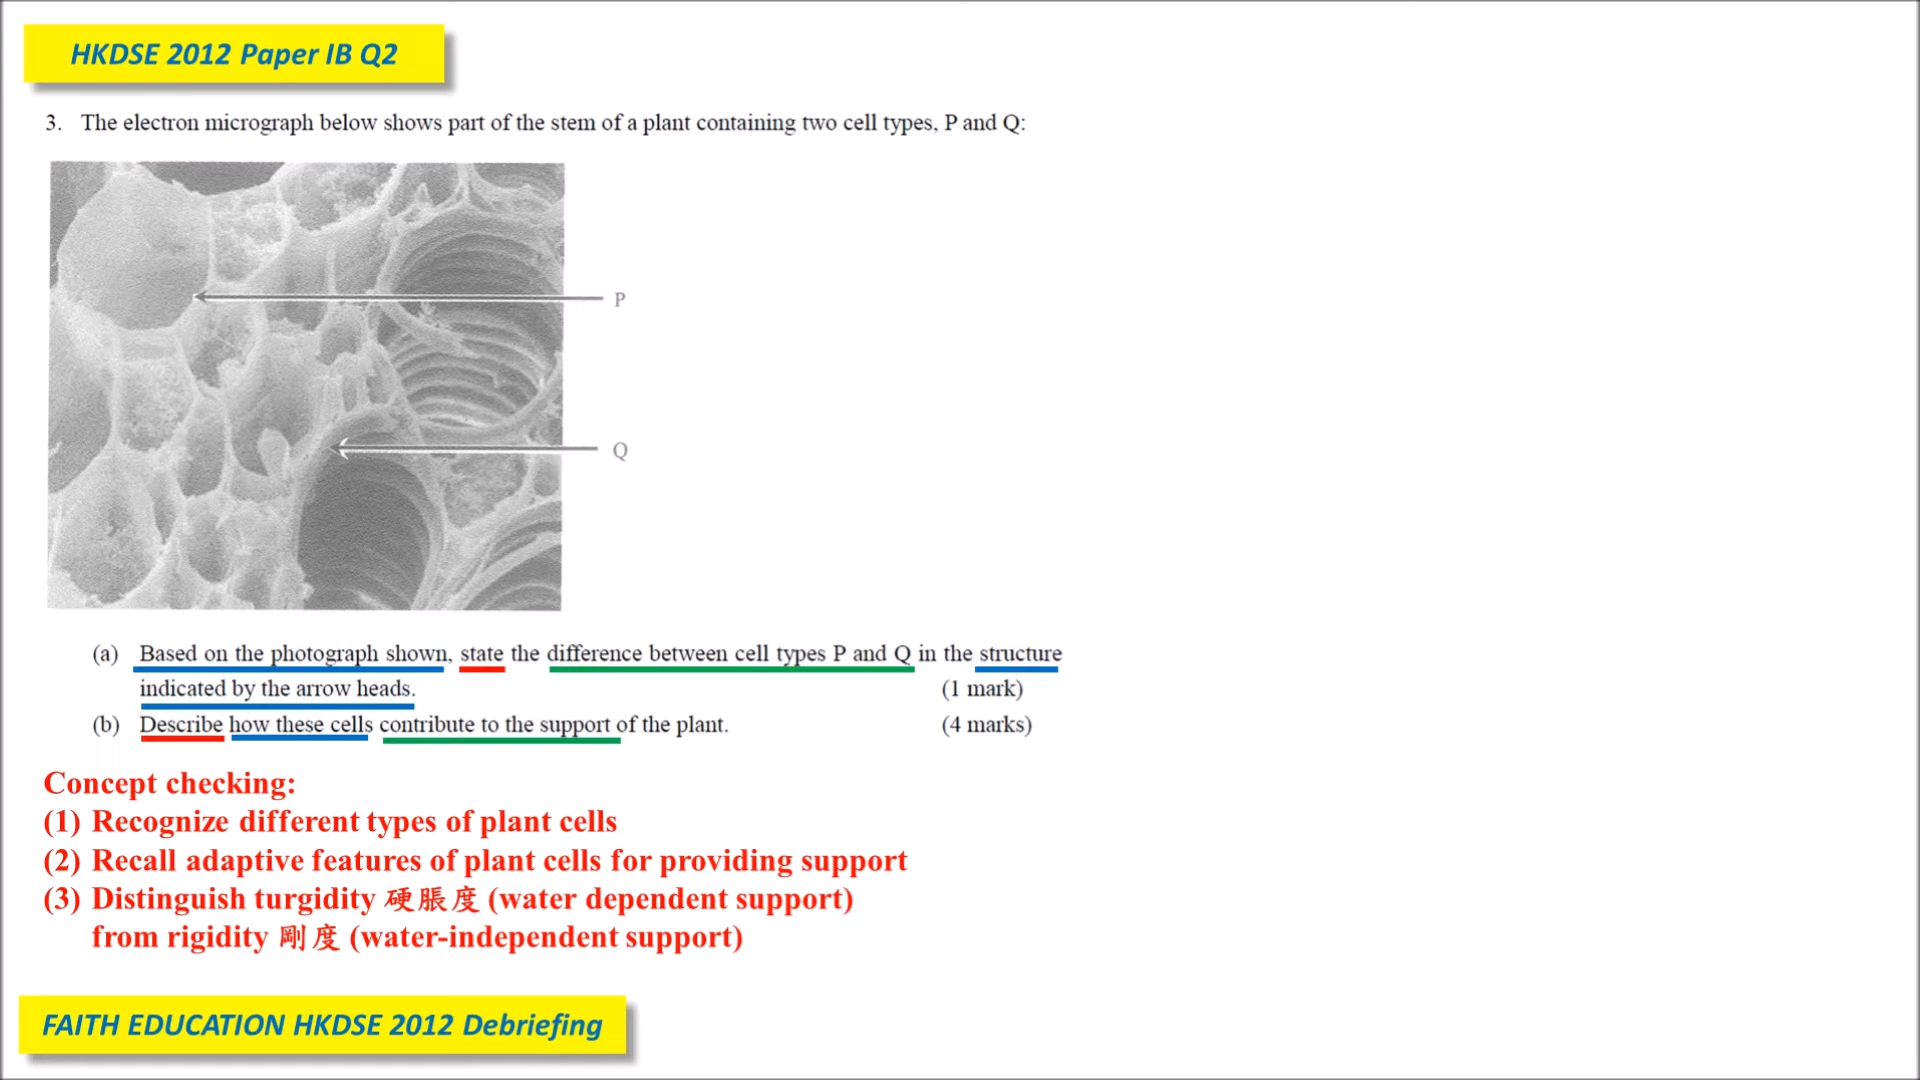 HKDSE 2012 Paper IB Q2
3. The electron micrograph below shows part of the stem of a plant containing two cell types, P and Q:
P
Q
(a) Based on the photograph shown, state the difference between cell types P and Q in the structure
indicated by the arrow heads. (1 mark)
(b) Describe how these cells contribute to the support of the plant. (4 marks)
Concept checking:
(1) Recognize different types of plant cells
(2) Recall adaptive features of plant cells for providing support
(3) Distinguish turgidity 硬脹度 (water dependent support)
from rigidity 剛度 (water-independent support)
FAITH EDUCATION HKDSE 2012 Debriefing